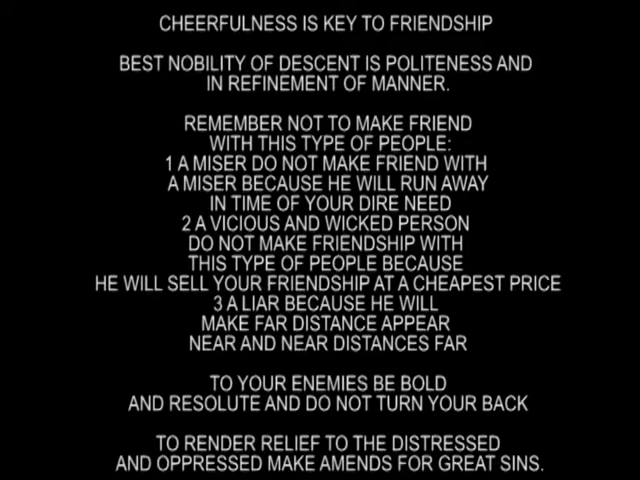 CHEERFULNESS IS KEY TO FRIENDSHIP
BEST NOBILITY OF DESCENT IS POLITENESS AND
IN REFINEMENT OF MANNER.
REMEMBER NOT TO MAKE FRIEND
WITH THIS TYPE OF PEOPLE:
1 A MISER DO NOT MAKE FRIEND WITH
A MISER BECAUSE HE WILL RUN AWAY
IN TIME OF YOUR DIRE NEED
2 A VICIOUS AND WICKED PERSON
DO NOT MAKE FRIENDSHIP WITH
THIS TYPE OF PEOPLE BECAUSE
HE WILL SELL YOUR FRIENDSHIP AT A CHEAPEST PRICE
3 A LIAR BECAUSE HE WILL
MAKE FAR DISTANCE APPEAR
NEAR AND NEAR DISTANCES FAR
TO YOUR ENEMIES BE BOLD
AND RESOLUTE AND DO NOT TURN YOUR BACK
TO RENDER RELIEF TO THE DISTRESSED
AND OPPRESSED MAKE AMENDS FOR GREAT SINS.